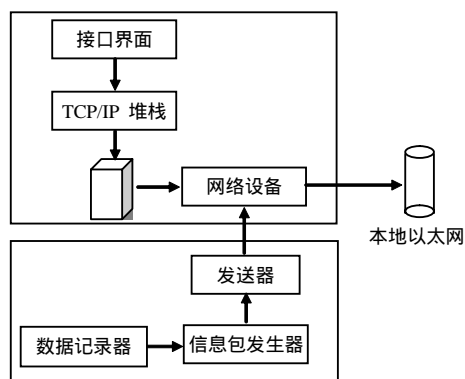 接口界面
TCP/IP 堆栈
网络设备
本地以太网
发送器
数据记录器
信息包发生器